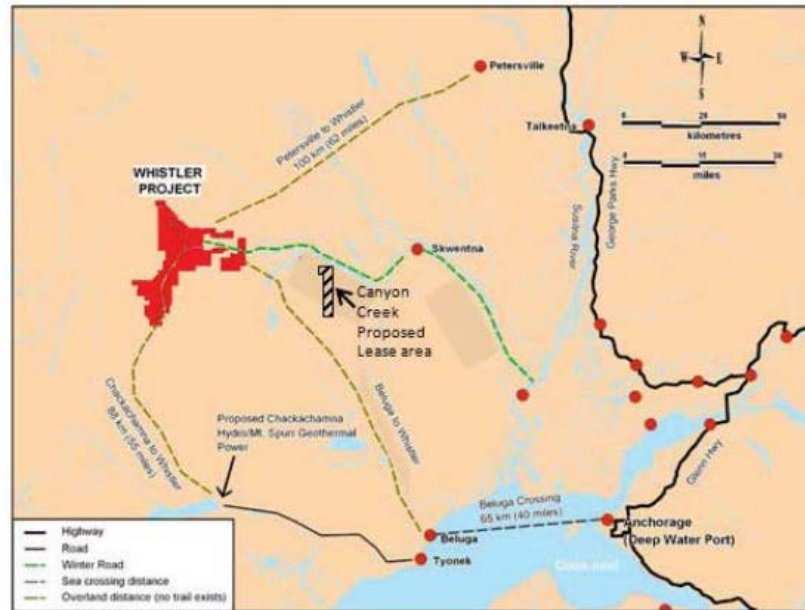 N
W E
S
Petersville
Talkeetna
kilometres
miles
Petersville to Whistler
100 km (62 miles)
WHISTLER
PROJECT
Susitna River
George Parks Hwy
Skwentna
Canyon
Creek
Proposed
Lease area
Chackachamna to Whistler
88 km (55 miles)
Beluga to Whistler
Proposed Chackachamna
Hydro/Mt. Spurr Geothermal
Power
Glenn Hwy
Beluga Crossing
65 km (40 miles)
Anchorage
(Deep Water Port)
Beluga
Tyonek
Highway
Road
Winter Road
Sea crossing distance
Overland distance (no trail exists)